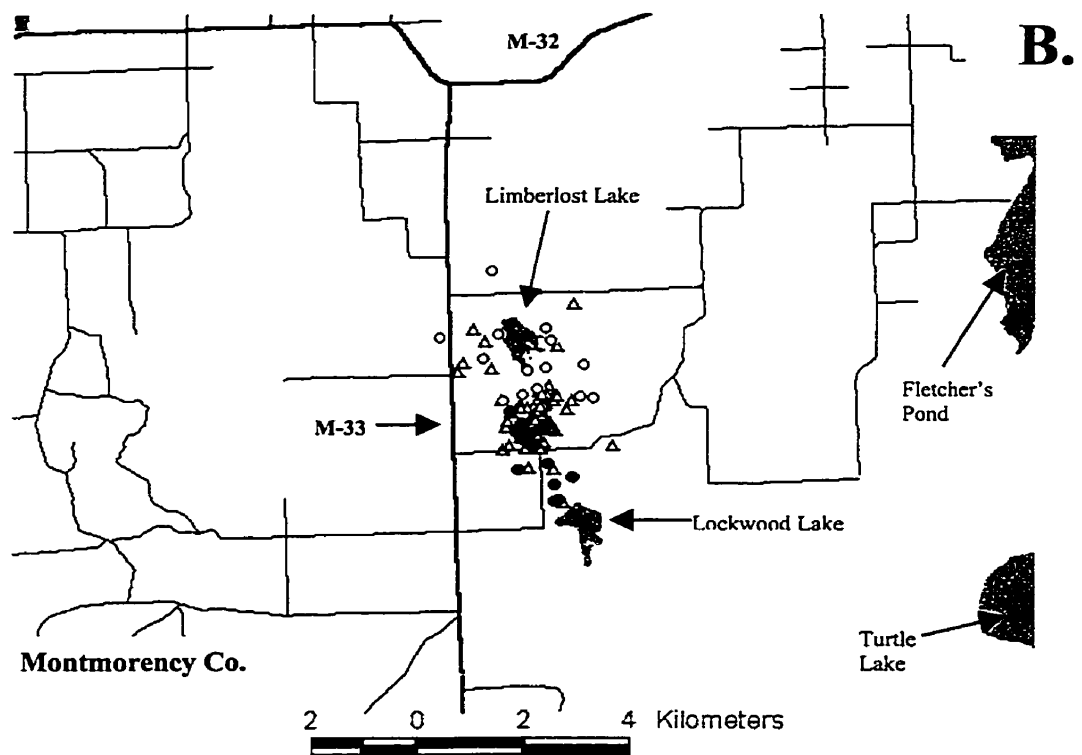 M-32
B.
Limberlost Lake
Fletcher's
Pond
M-33
Lockwood Lake
Turtle
Lake
Montmorency Co.
2 0 2 4 Kilometers